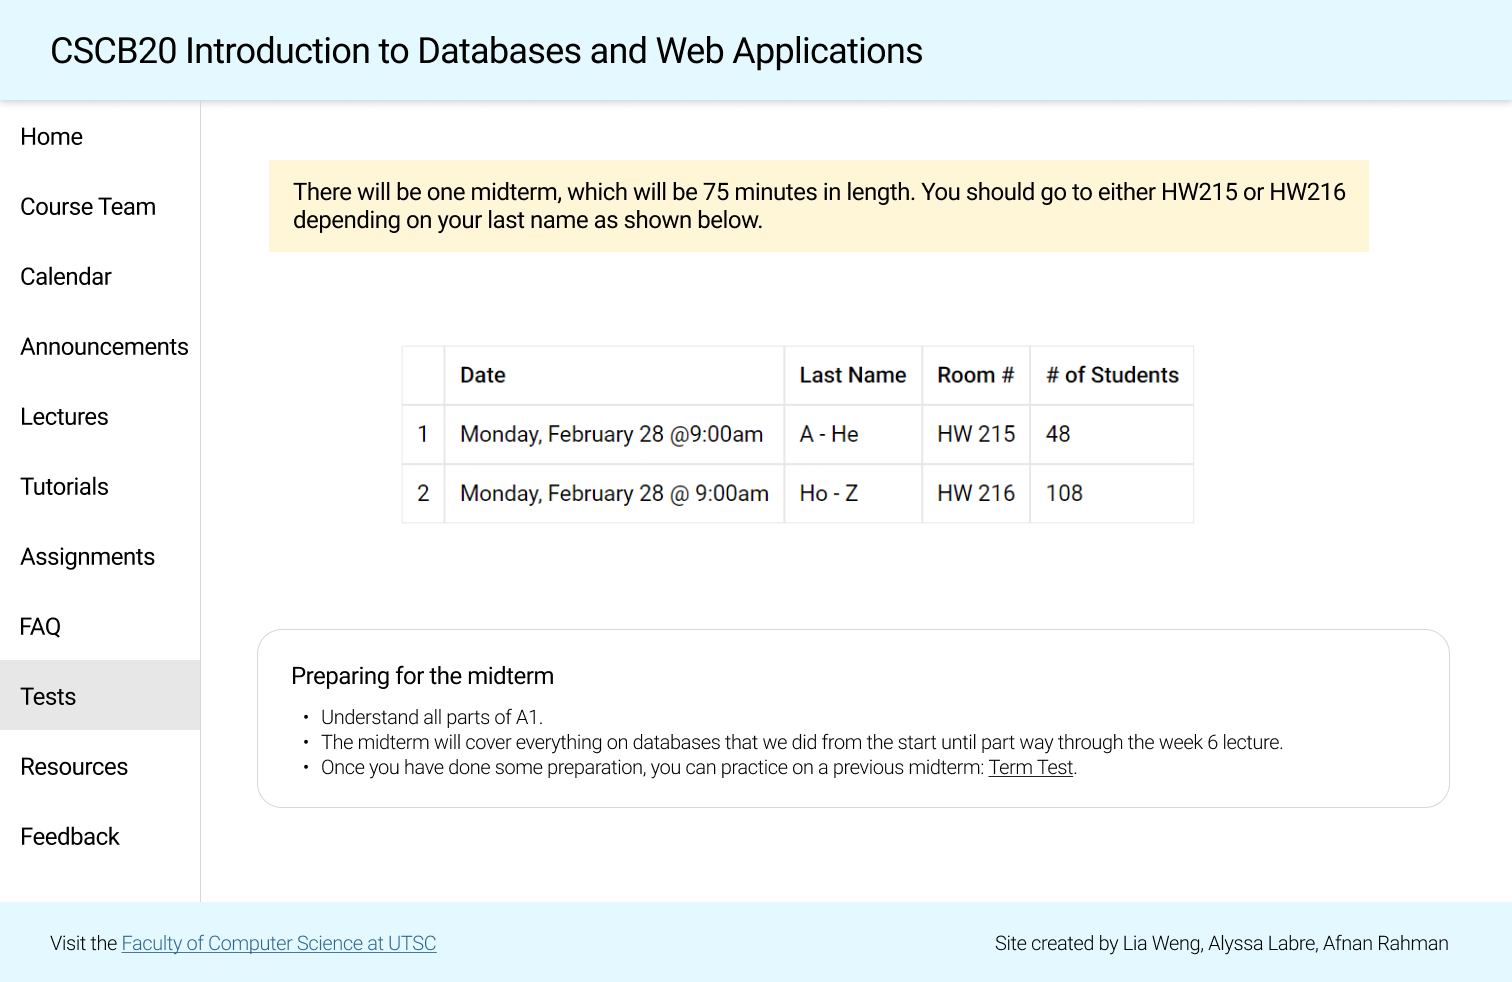 CSCB20 Introduction to Databases and Web Applications
Home
Course Team
Calendar
Announcements
Lectures
Tutorials
Assignments
FAQ
Tests
Resources
Feedback
There will be one midterm, which will be 75 minutes in length. You should go to either HW215 or HW216
depending on your last name as shown below.
Date Last Name Room # # of Students
1 Monday, February 28 @9:00am A - He HW 215 48
2 Monday, February 28 @ 9:00am Ho - Z HW 216 108
Preparing for the midterm
• Understand all parts of A1.
• The midterm will cover everything on databases that we did from the start until part way through the week 6 lecture.
• Once you have done some preparation, you can practice on a previous midterm: Term Test.
Visit the Faculty of Computer Science at UTSC
Site created by Lia Weng, Alyssa Labre, Afnan Rahman